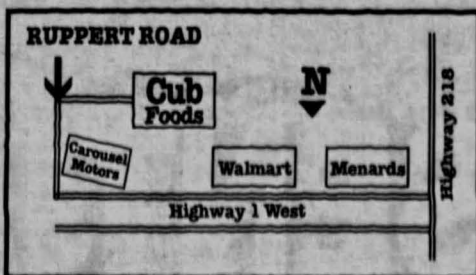 RUPPERT ROAD
Cub
Foods
N
Carousel
Motors
Walmart
Menards
Highway 218
Highway 1 West